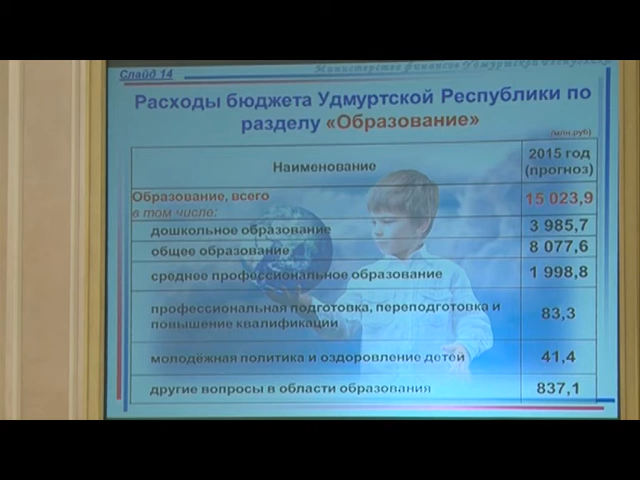 Слайд 14
Министерство финансов Удмуртской Республики
Расходы бюджета Удмуртской Республики по
разделу «Образование»
(млн.руб)
Наименование
2015 год
(прогноз)
Образование, всего
15 023,9
в том числе:
дошкольное образование
3 985,7
общее образование
8 077,6
среднее профессиональное образование
1 998,8
профессиональная подготовка, переподготовка и
повышение квалификации
83,3
молодёжная политика и оздоровление детей
41,4
другие вопросы в области образования
837,1